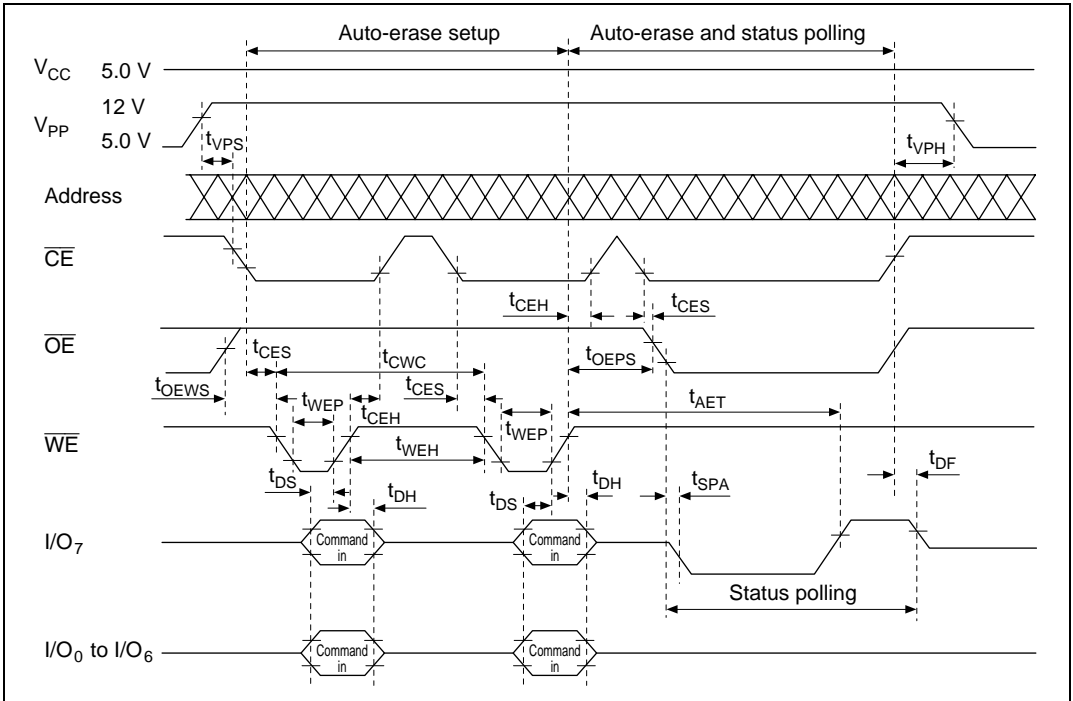 Auto-erase setup Auto-erase and status polling
VCC 5.0 V
12 V
VPP
5.0 V
tVPS tVPH
Address
CE
tCEH tCES
OE
tCES tCWC tOEPS
tOEWS tWEP tCEH tCES tAET
WE
tWEH tWEP
tDS tDH tDS tDH tSPA tDF
I/O7 Command in Command in
Status polling
I/O0 to I/O6 Command in Command in